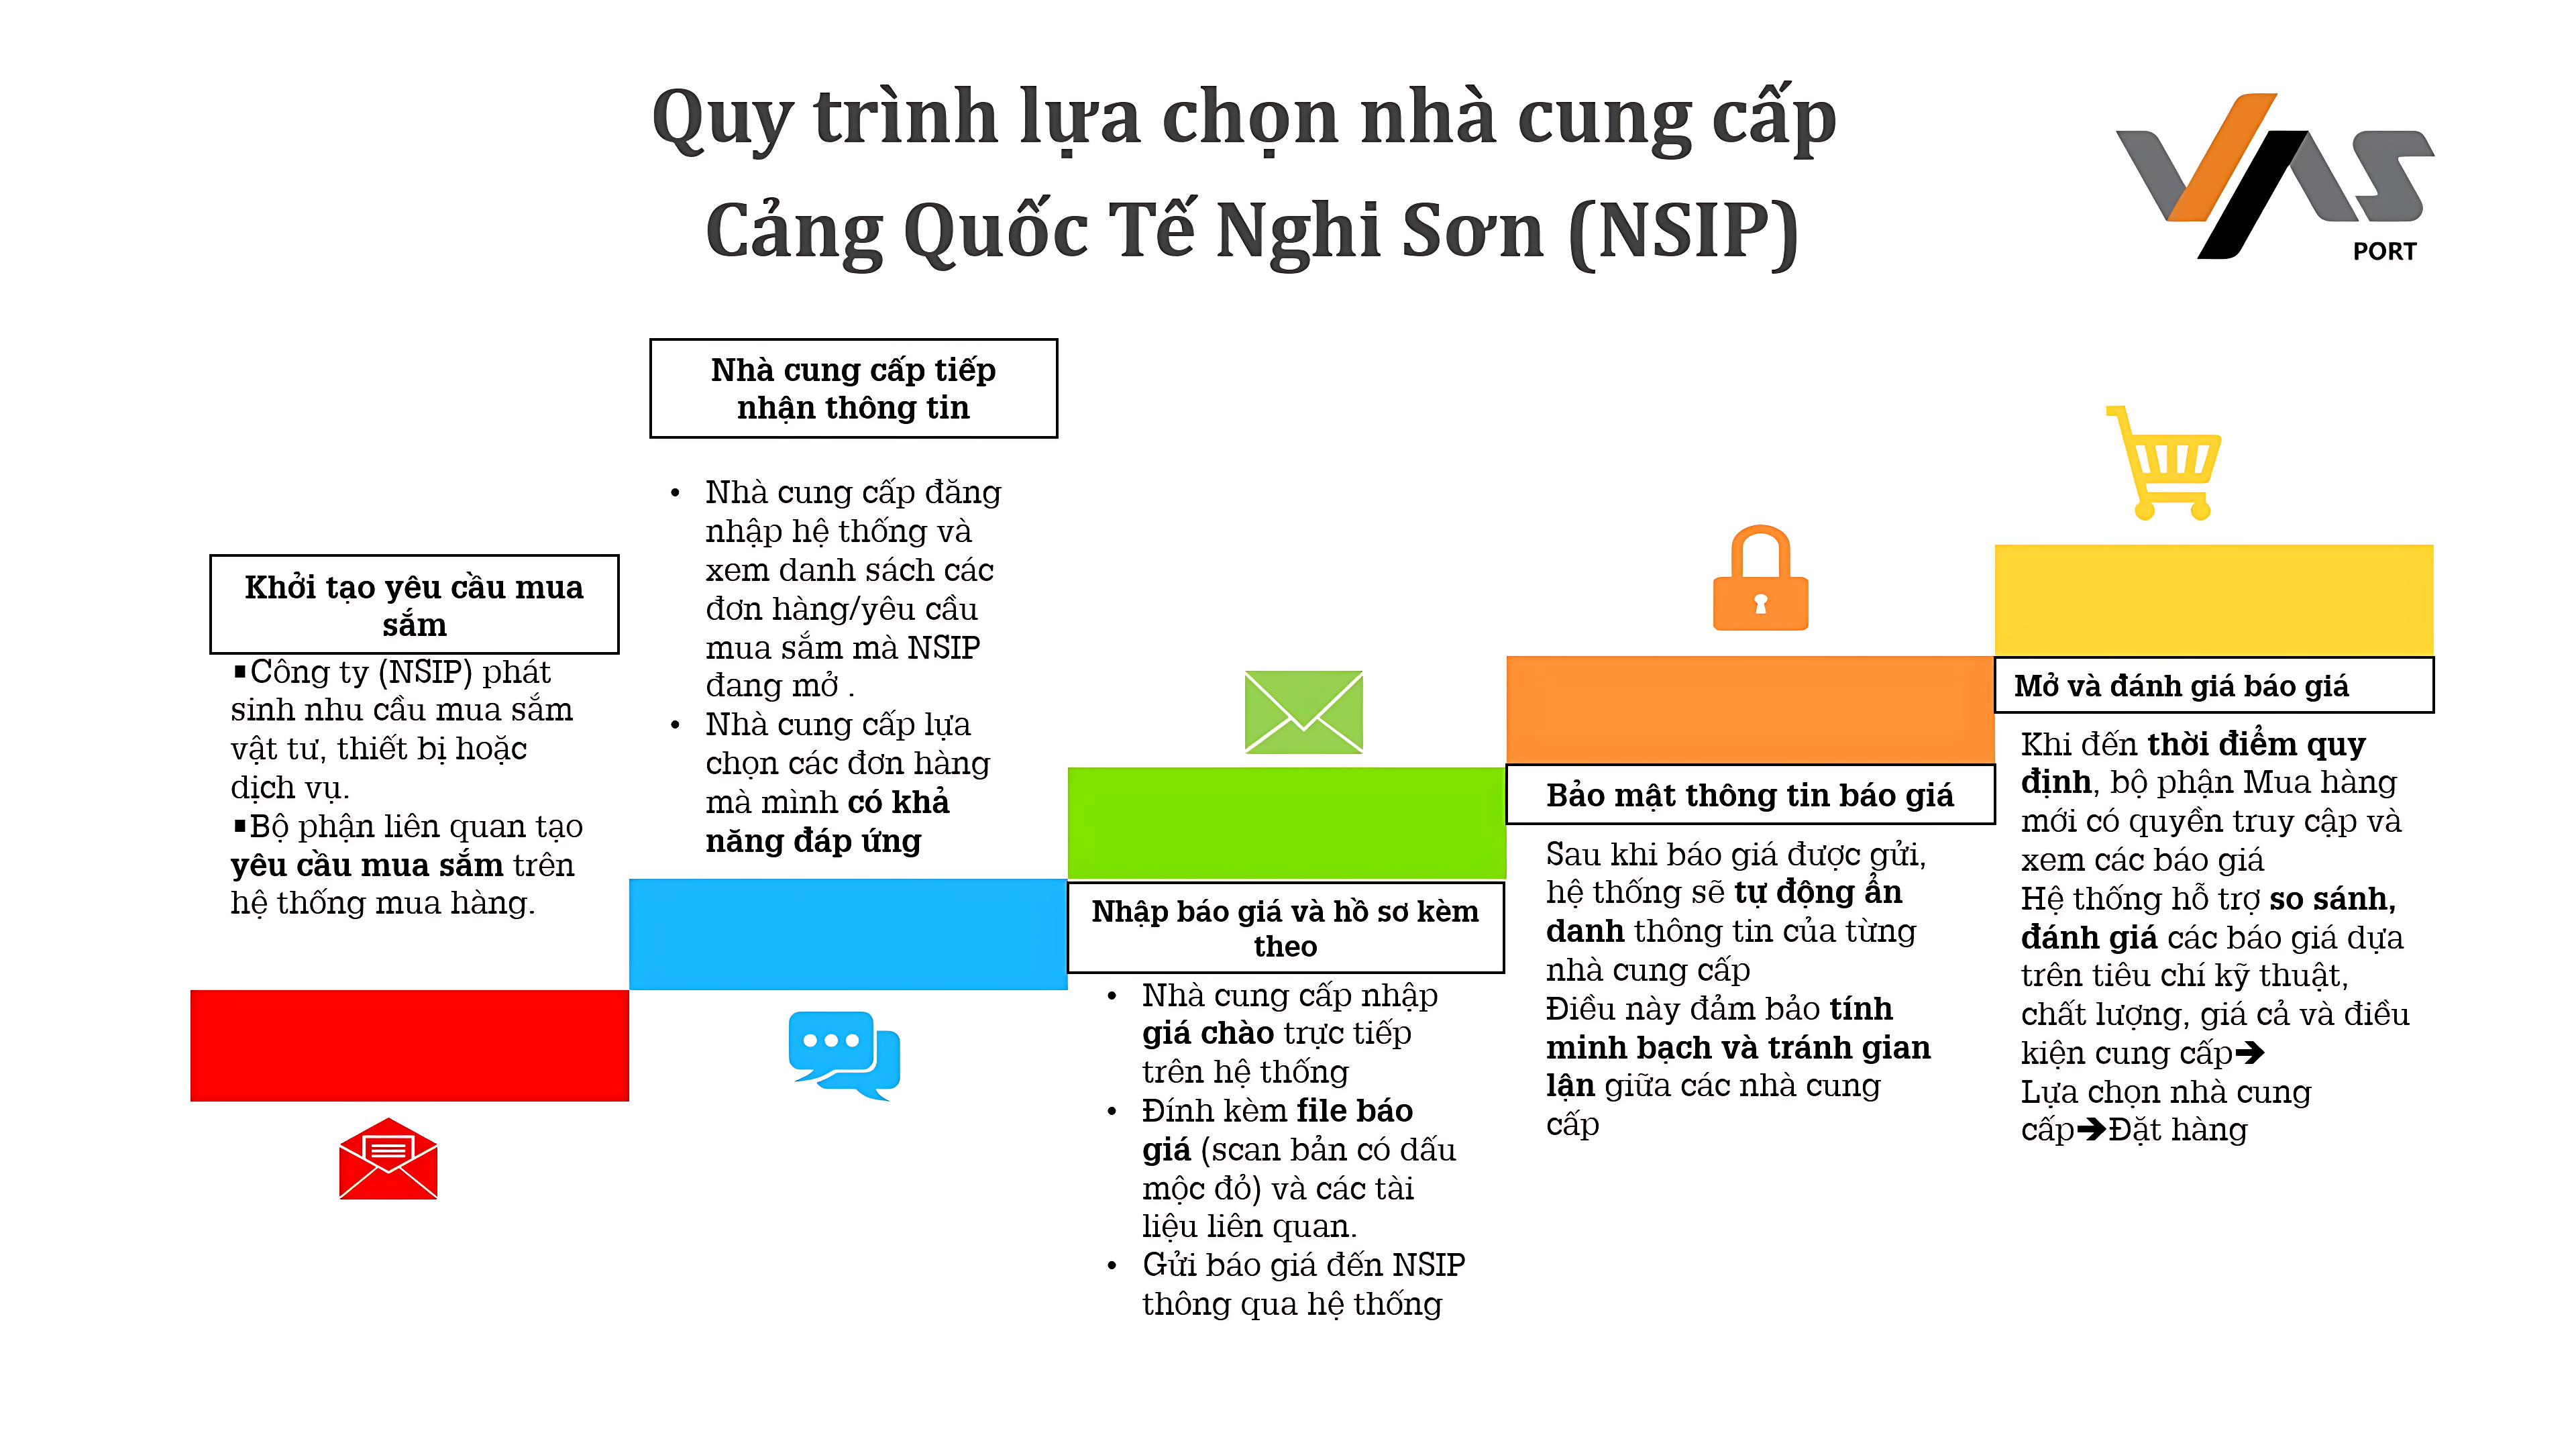 Quy trình lựa chọn nhà cung cấp
Cảng Quốc Tế Nghi Sơn (NSIP)
VAS
PORT
Khởi tạo yêu cầu mua
sắm
▪Công ty (NSIP) phát
sinh nhu cầu mua sắm
vật tư, thiết bị hoặc
dịch vụ.
▪Bộ phận liên quan tạo
yêu cầu mua sắm trên
hệ thống mua hàng.
Nhà cung cấp tiếp
nhận thông tin
• Nhà cung cấp đăng
nhập hệ thống và
xem danh sách các
đơn hàng/yêu cầu
mua sắm mà NSIP
đang mở .
• Nhà cung cấp lựa
chọn các đơn hàng
mà mình có khả
năng đáp ứng
Nhập báo giá và hồ sơ kèm
theo
• Nhà cung cấp nhập
giá chào trực tiếp
trên hệ thống
• Đính kèm file báo
giá (scan bản có dấu
mộc đỏ) và các tài
liệu liên quan.
• Gửi báo giá đến NSIP
thông qua hệ thống
Bảo mật thông tin báo giá
Sau khi báo giá được gửi,
hệ thống sẽ tự động ẩn
danh thông tin của từng
nhà cung cấp
Điều này đảm bảo tính
minh bạch và tránh gian
lận giữa các nhà cung
cấp
Mở và đánh giá báo giá
Khi đến thời điểm quy
định, bộ phận Mua hàng
mới có quyền truy cập và
xem các báo giá
Hệ thống hỗ trợ so sánh,
đánh giá các báo giá dựa
trên tiêu chí kỹ thuật,
chất lượng, giá cả và điều
kiện cung cấp➔
Lựa chọn nhà cung
cấp➔Đặt hàng